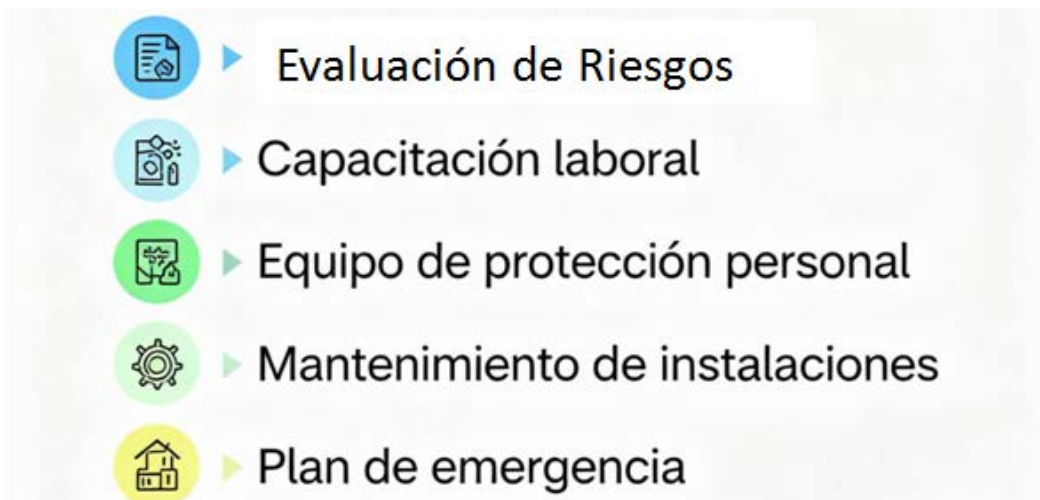 Evaluación de Riesgos
Capacitación laboral
Equipo de protección personal
Mantenimiento de instalaciones
Plan de emergencia